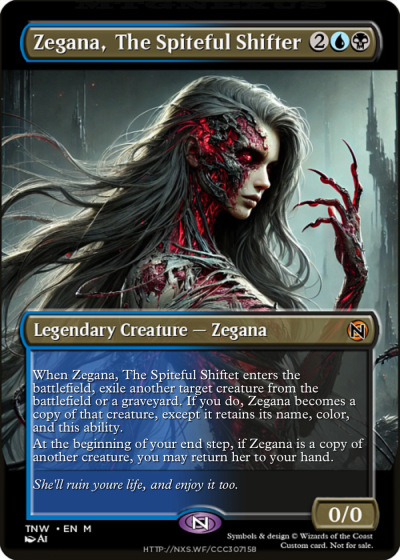 Zegana, The Spiteful Shifter 2
Legendary Creature — Zegana
When Zegana, The Spiteful Shiftet enters the
battlefield, exile another target creature from the
battlefield or a graveyard. If you do, Zegana becomes a
copy of that creature, except it retains its name, color,
and this ability.
At the beginning of your end step, if Zegana is a copy of
another creature, you may return her to your hand.
She'll ruin youre life, and enjoy it too.
0/0
TNW • EN M
AI
Symbols & design © Wizards of the Coast
Custom card. Not for sale.
HTTP://NXS.WF/CCC307158